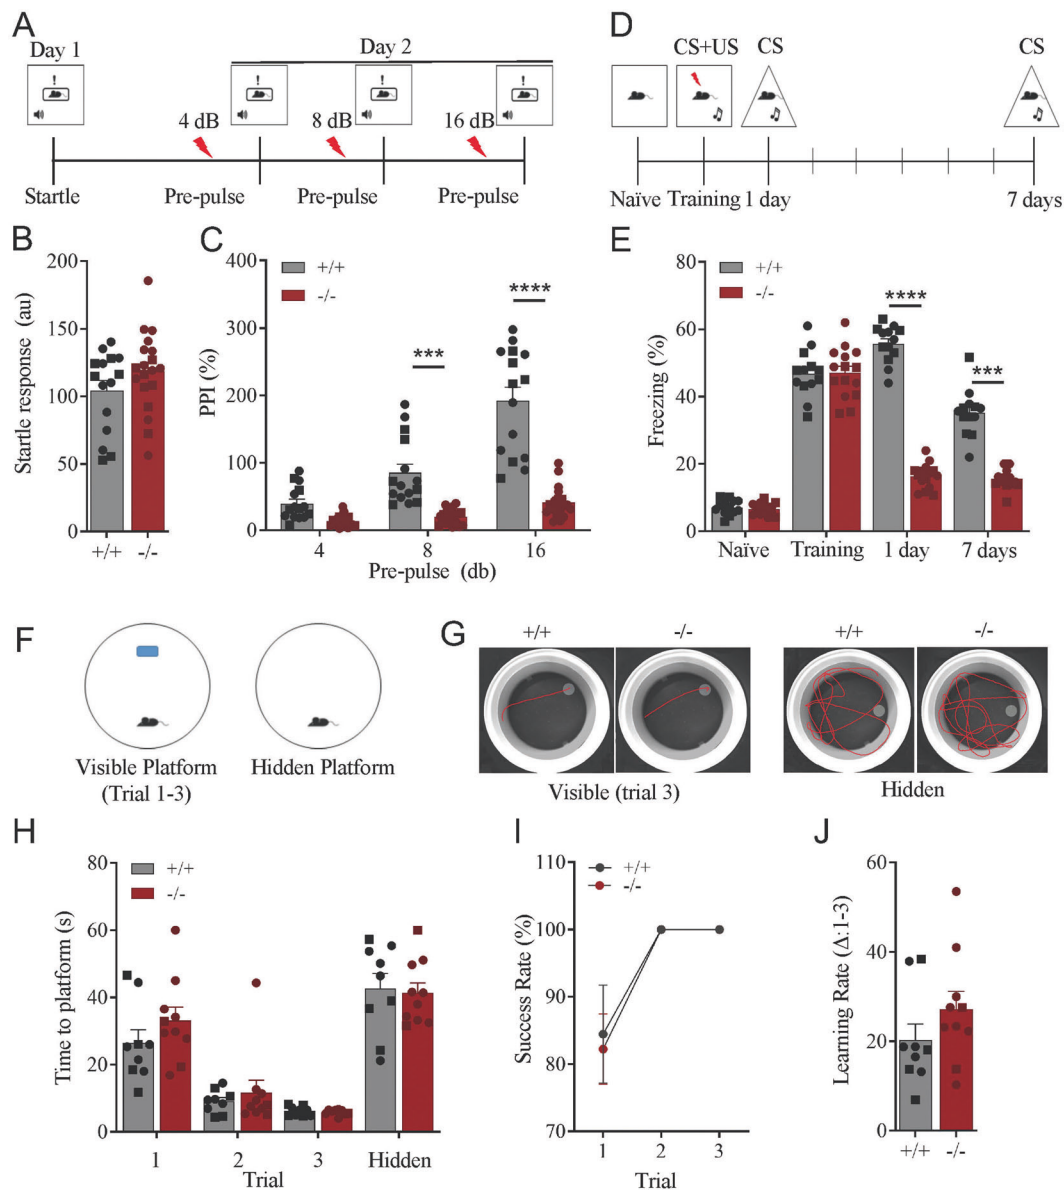 A
Day 1
Day 2
!
!
!
!
4 dB
8 dB
16 dB
Startle
Pre-pulse
Pre-pulse
Pre-pulse
D
CS+US
CS
CS
Naïve
Training
1 day
7 days
B
Startle response (au)
200
150
100
50
0
+/+
-/-
C
PPI (%)
400
300
200
100
0
+/+
-/-
***
****
4
8
16
Pre-pulse (db)
E
Freezing (%)
80
60
40
20
0
+/+
-/-
****
***
Naïve
Training
1 day
7 days
F
Visible Platform
(Trial 1-3)
Hidden Platform
G
+/+
-/-
+/+
-/-
Visible (trial 3)
Hidden
H
Time to platform (s)
80
60
40
20
0
+/+
-/-
1
2
3
Hidden
Trial
I
Success Rate (%)
110
100
90
80
70
+/+
-/-
1
2
3
Trial
J
Learning Rate (Δ:1-3)
60
40
20
0
+/+
-/-